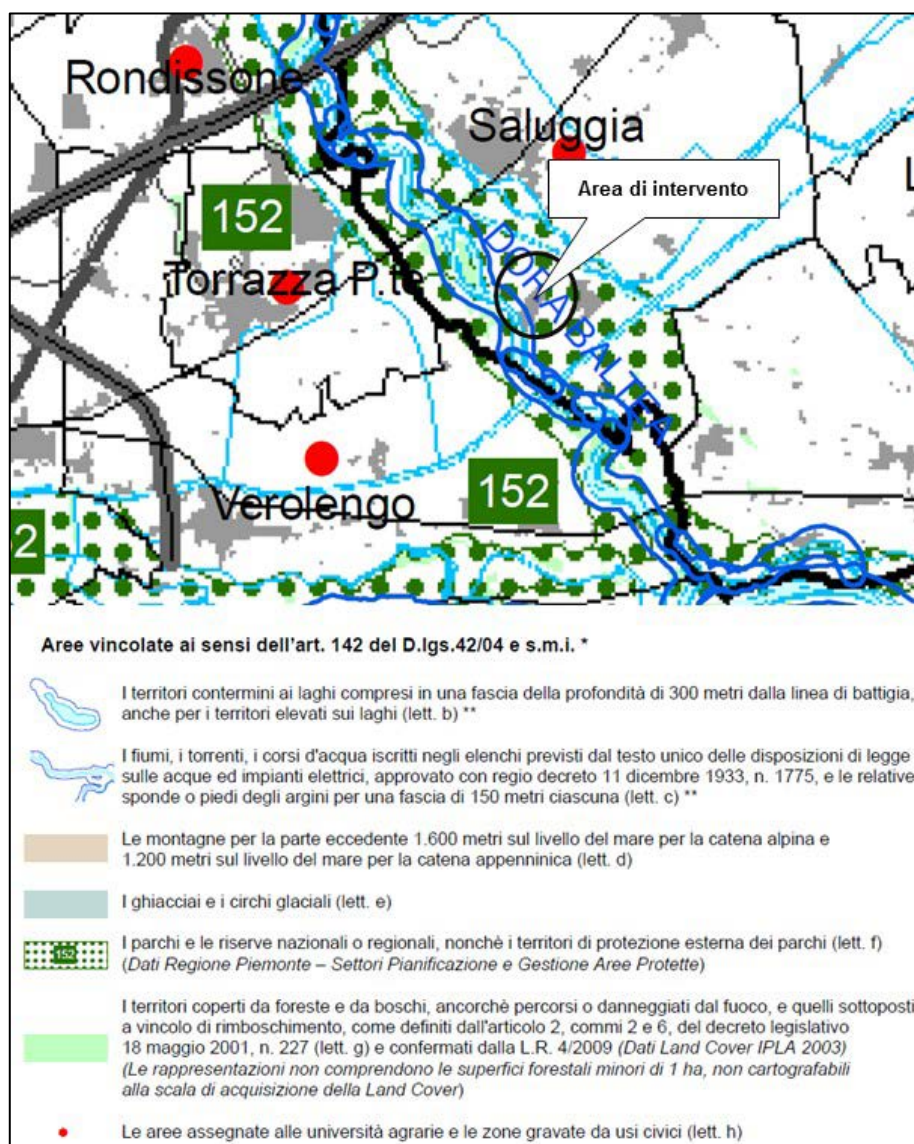 Rondissone
Saluggia
L
Area di intervento
152
DORA BALTEA
Torrazza P.te
152
Verolengo
52
Aree vincolate ai sensi dell'art. 142 del D.lgs.42/04 e s.m.i. *
I territori contermini ai laghi compresi in una fascia della profondità di 300 metri dalla linea di battigia,
anche per i territori elevati sui laghi (lett. b) **
I fiumi, i torrenti, i corsi d'acqua iscritti negli elenchi previsti dal testo unico delle disposizioni di legge
sulle acque ed impianti elettrici, approvato con regio decreto 11 dicembre 1933, n. 1775, e le relative
sponde o piedi degli argini per una fascia di 150 metri ciascuna (lett. c) **
Le montagne per la parte eccedente 1.600 metri sul livello del mare per la catena alpina e
1.200 metri sul livello del mare per la catena appenninica (lett. d)
I ghiacciai e i circhi glaciali (lett. e)
152
I parchi e le riserve nazionali o regionali, nonchè i territori di protezione esterna dei parchi (lett. f)
(Dati Regione Piemonte – Settori Pianificazione e Gestione Aree Protette)
I territori coperti da foreste e da boschi, ancorchè percorsi o danneggiati dal fuoco, e quelli sottoposti
a vincolo di rimboschimento, come definiti dall'articolo 2, commi 2 e 6, del decreto legislativo
18 maggio 2001, n. 227 (lett. g) e confermati dalla L.R. 4/2009 (Dati Land Cover IPLA 2003)
(Le rappresentazioni non comprendono le superfici forestali minori di 1 ha, non cartografabili
alla scala di acquisizione della Land Cover)
Le aree assegnate alle università agrarie e le zone gravate da usi civici (lett. h)